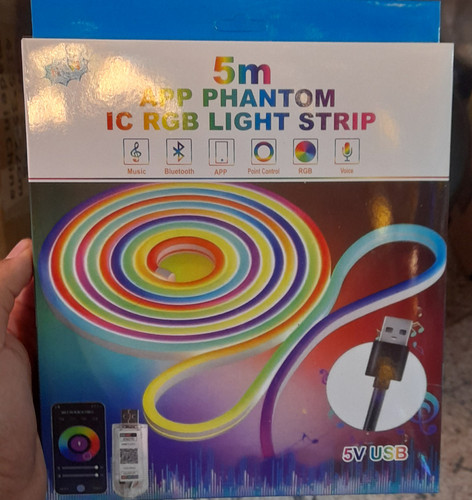 5m
APP PHANTOM
IC RGB LIGHT STRIP
Music Bluetooth APP Point Control RGB Voice
5V USB